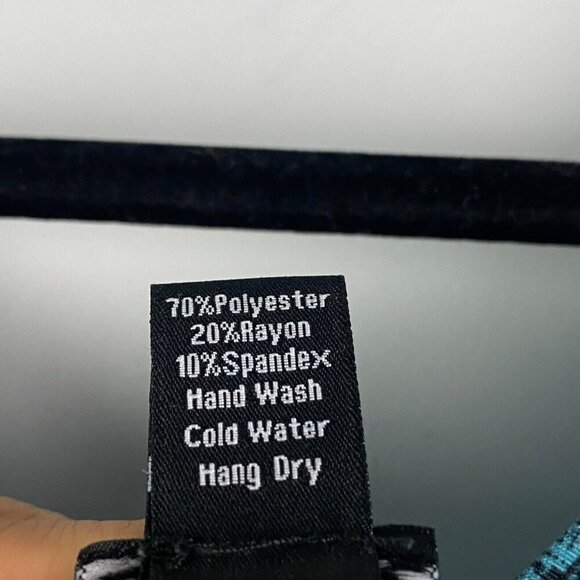 70%Polyester
20%Rayon
10%Spandex
Hand Wash
Cold Water
Hang Dry